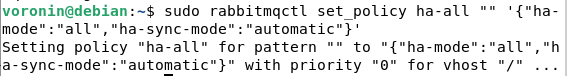 voronin@debian:~$ sudo rabbitmqctl set_policy ha-all "" '{"ha-
mode":"all","ha-sync-mode":"automatic"}'
Setting policy "ha-all" for pattern "" to "{"ha-mode":"all","h
a-sync-mode":"automatic"}" with priority "0" for vhost "/" ...